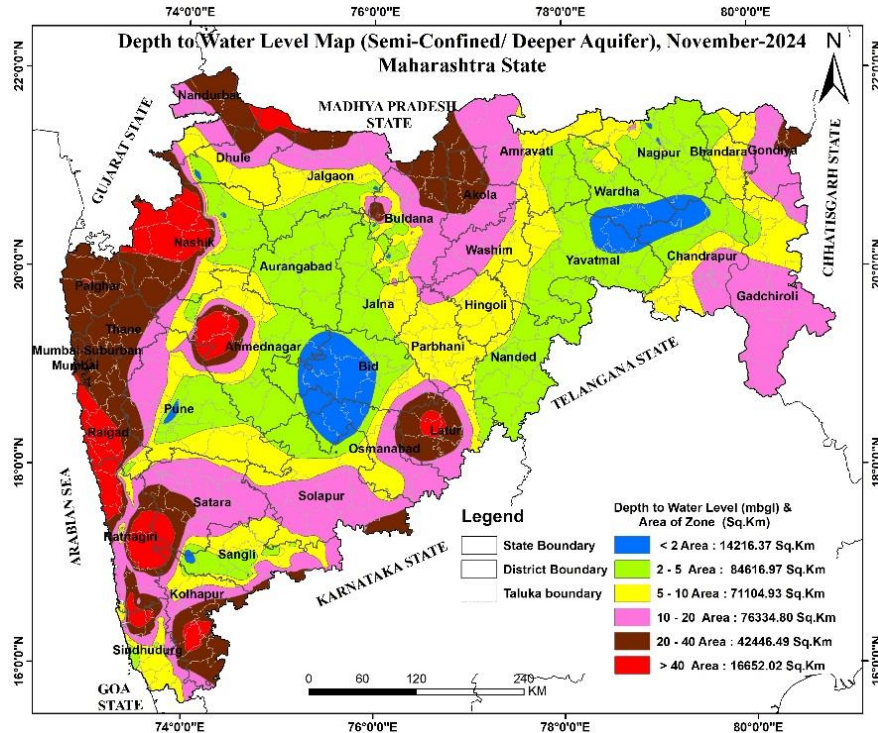 74°0'0"E 76°0'0"E 78°0'0"E 80°0'0"E
Depth to Water Level Map (Semi-Confined/ Deeper Aquifer), November-2024
Maharashtra State
N
22°0'0"N
20°0'0"N
18°0'0"N
16°0'0"N
GUJARAT STATE
MADHYA PRADESH
STATE
CHHATISGARH STATE
Nandurbar
Dhule
Jalgaon
Amravati
Nagpur
Bhandara
Gondiya
Akola
Wardha
Buldana
Nashik
Washim
Aurangabad
Yavatmal
Chandrapur
Palghar
Jalna
Hingoli
Gadchiroli
Thane
Ahmednagar
Parbhani
Mumbai Suburban
Mumbai
Bid
Nanded
TELANGANA STATE
Pune
Raigad
Latur
Osmanabad
ARABIAN SEA
Satara
Solapur
Ratnagiri
Sangli
KARNATAKA STATE
Kolhapur
Sindhudurg
GOA
STATE
Legend
State Boundary
District Boundary
Taluka boundary
Depth to Water Level (mbgl) &
Area of Zone (Sq.Km)
< 2 Area : 14216.37 Sq.Km
2 - 5 Area : 84616.97 Sq.Km
5 - 10 Area : 71104.93 Sq.Km
10 - 20 Area : 76334.80 Sq.Km
20 - 40 Area : 42446.49 Sq.Km
> 40 Area : 16652.02 Sq.Km
0 60 120 240
KM
22°0'0"N
20°0'0"N
18°0'0"N
16°0'0"N
74°0'0"E 76°0'0"E 78°0'0"E 80°0'0"E